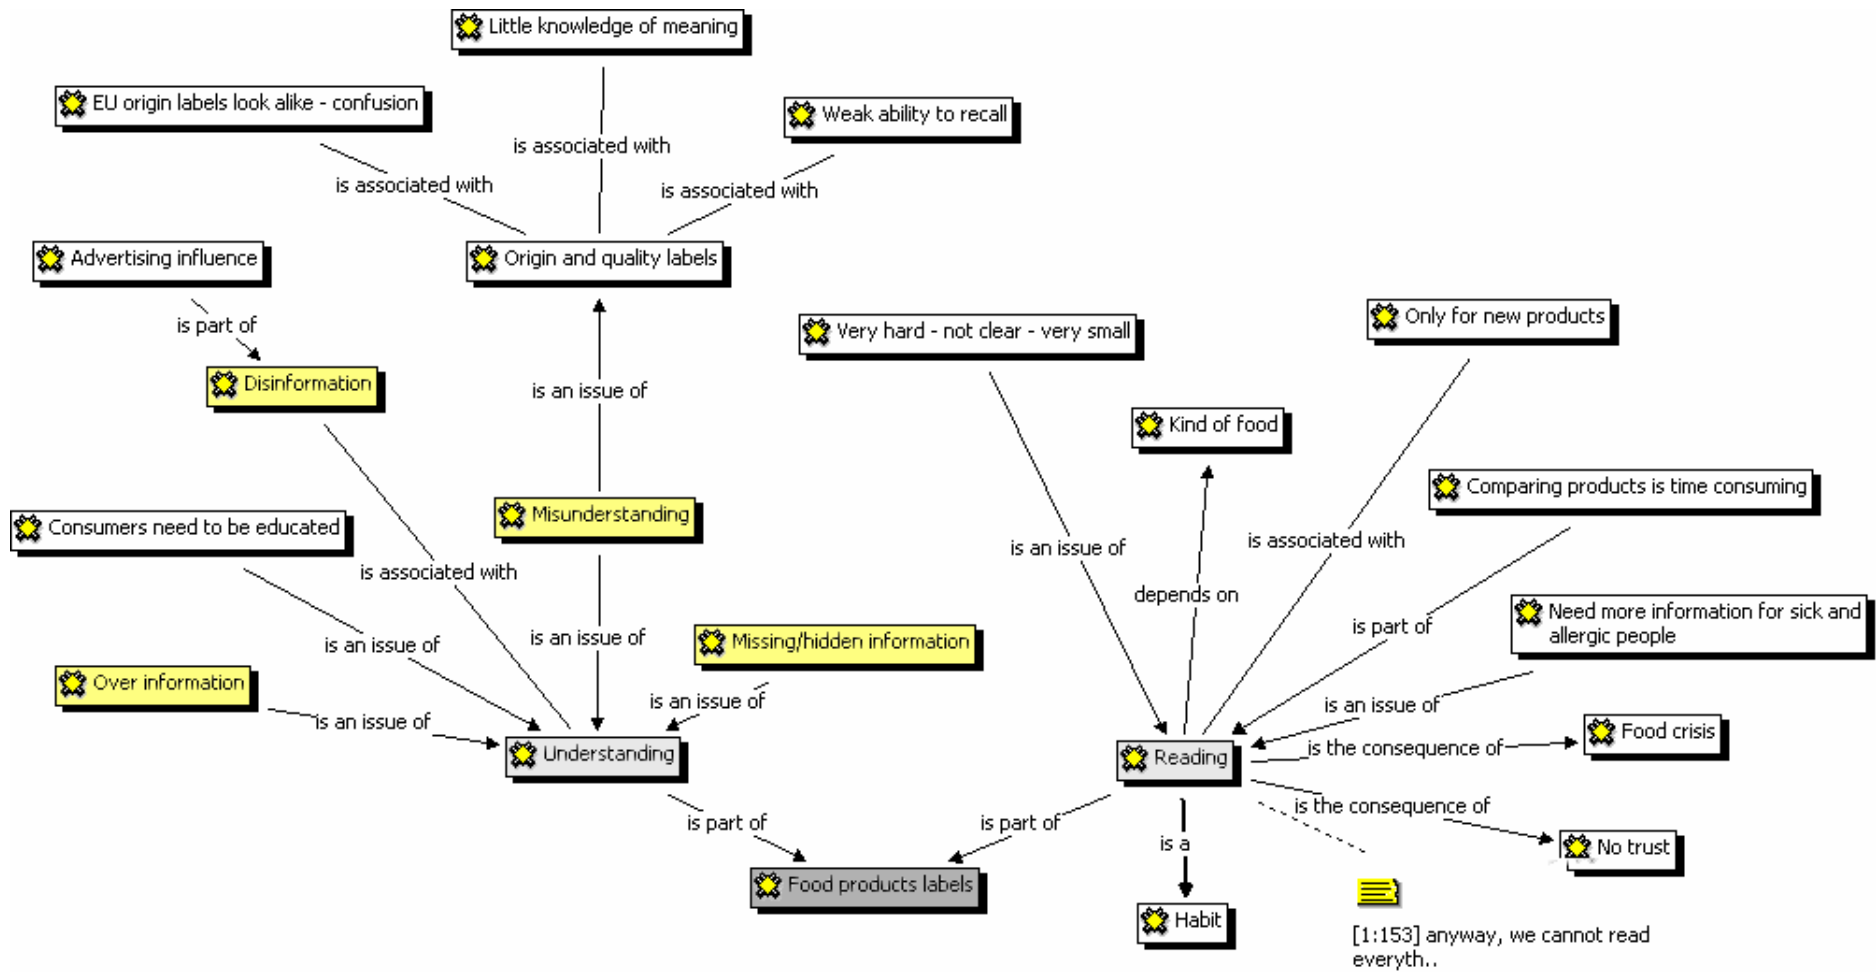 Little knowledge of meaning
EU origin labels look alike - confusion
Weak ability to recall
is associated with
is associated with
is associated with
Advertising influence
Origin and quality labels
is part of
Very hard - not clear - very small
Only for new products
Disinformation
is an issue of
Kind of food
Comparing products is time consuming
Misunderstanding
Consumers need to be educated
is an issue of
is associated with
is associated with
depends on
Need more information for sick and
allergic people
is part of
is an issue of
is an issue of
Missing/hidden information
Over information
is an issue of
is an issue of
is an issue of
Food crisis
is the consequence of
Understanding
Reading
is the consequence of
is part of
is part of
is a
No trust
Food products labels
Habit
[1:153] anyway, we cannot read
everyth..